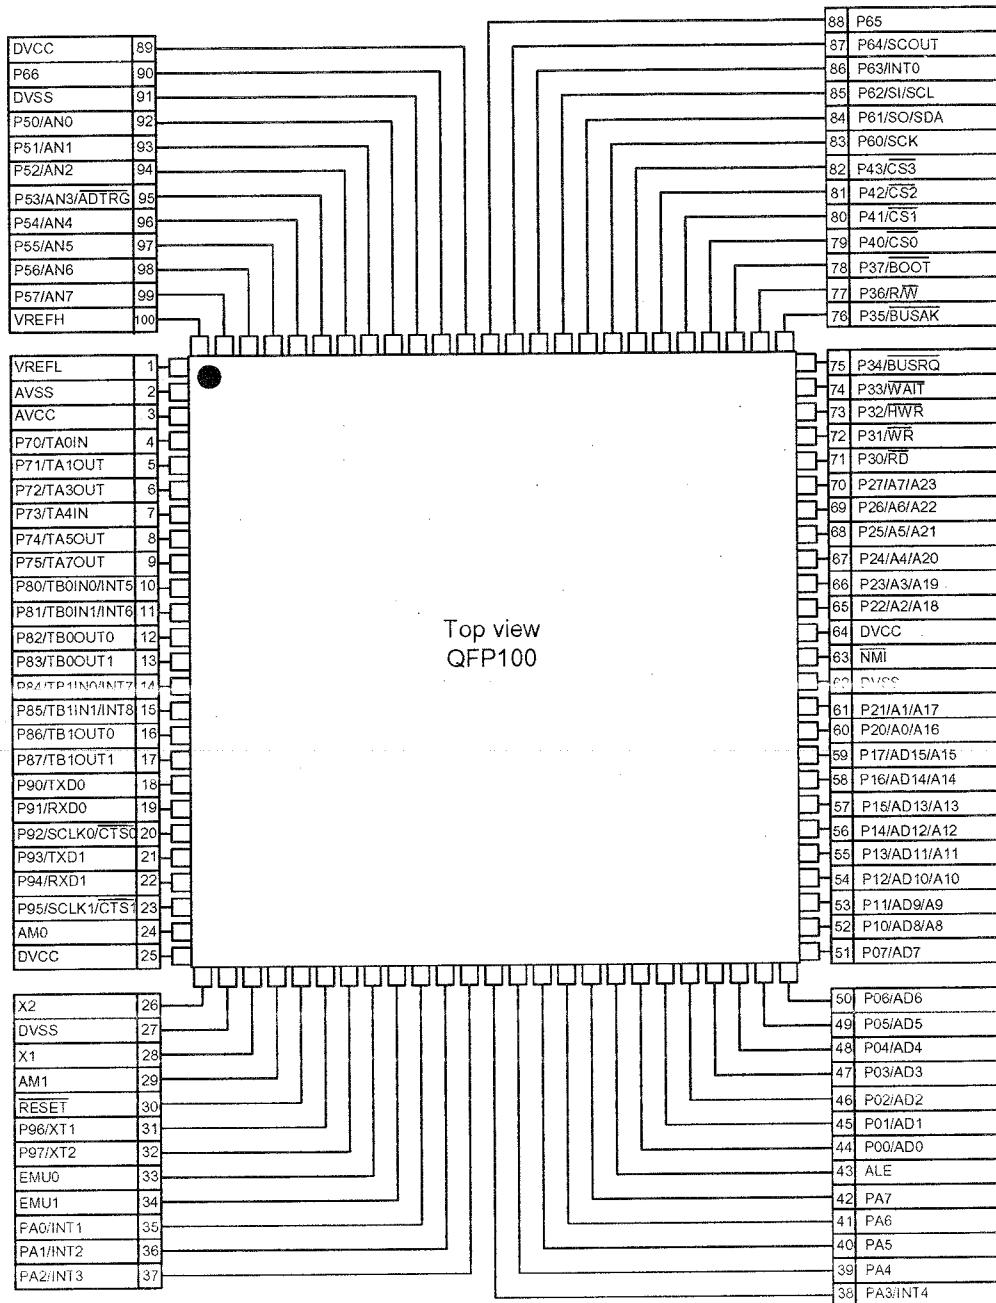 DVCC 89
P66 90
DVSS 91
P50/AN0 92
P51/AN1 93
P52/AN2 94
P53/AN3/ADTRG 95
P54/AN4 96
P55/AN5 97
P56/AN6 98
P57/AN7 99
VREFH 100
88 P65
87 P64/SCOUT
86 P63/INT0
85 P62/SI/SCL
84 P61/SO/SDA
83 P60/SCK
82 P43/CS3
81 P42/CS2
80 P41/CS1
79 P40/CS0
78 P37/BOOT
77 P36/R/W
76 P35/BUSAK
VREFL 1
AVSS 2
AVCC 3
P70/TA0IN 4
P71/TA1OUT 5
P72/TA3OUT 6
P73/TA4IN 7
P74/TA5OUT 8
P75/TA7OUT 9
P80/TB0IN0/INT5 10
P81/TB0IN1/INT6 11
P82/TB0OUT0 12
P83/TB0OUT1 13
P84/TB1IN0/INT7 14
P85/TB1IN1/INT8 15
P86/TB1OUT0 16
P87/TB1OUT1 17
P90/TXD0 18
P91/RXD0 19
P92/SCLK0/CTS0 20
P93/TXD1 21
P94/RXD1 22
P95/SCLK1/CTS1 23
AM0 24
DVCC 25
Top view
QFP100
75 P34/BUSRQ
74 P33/WAIT
73 P32/HWR
72 P31/WR
71 P30/RD
70 P27/A7/A23
69 P26/A6/A22
68 P25/A5/A21
67 P24/A4/A20
66 P23/A3/A19
65 P22/A2/A18
64 DVCC
63 NMI
62 DVSS
61 P21/A1/A17
60 P20/A0/A16
59 P17/AD15/A15
58 P16/AD14/A14
57 P15/AD13/A13
56 P14/AD12/A12
55 P13/AD11/A11
54 P12/AD10/A10
53 P11/AD9/A9
52 P10/AD8/A8
51 P07/AD7
X2 26
DVSS 27
X1 28
AM1 29
RESET 30
P96/XT1 31
P97/XT2 32
EMU0 33
EMU1 34
PA0/INT1 35
PA1/INT2 36
PA2/INT3 37
50 P06/AD6
49 P05/AD5
48 P04/AD4
47 P03/AD3
46 P02/AD2
45 P01/AD1
44 P00/AD0
43 ALE
42 PA7
41 PA6
40 PA5
39 PA4
38 PA3/INT4